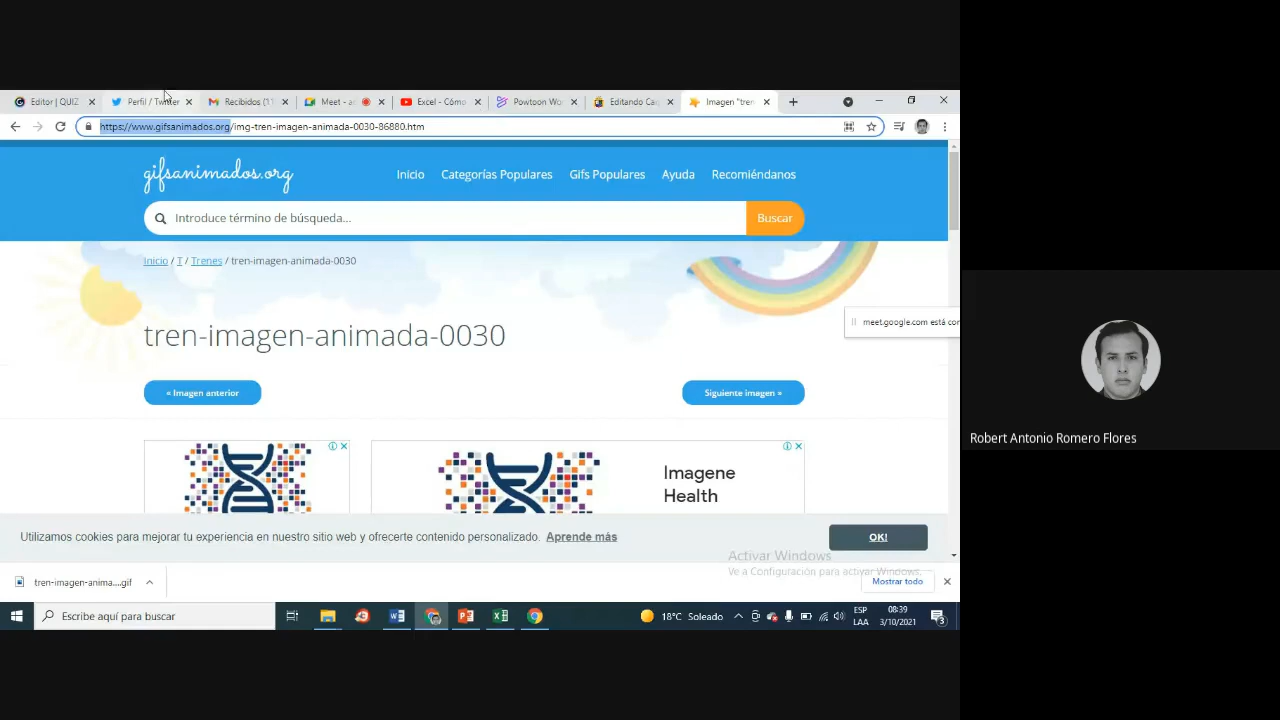 Editor | QUIZ
Perfil / Twitter
Recibidos (1
Meet - a
Excel - Cómo
Powtoon Wo
Editando Ca
Imagen "tren
https://www.gifsanimados.org/img-tren-imagen-animada-0030-86880.htm
gifsanimados.org
Inicio
Categorías Populares
Gifs Populares
Ayuda
Recomiéndanos
Introduce término de búsqueda...
Buscar
Inicio / T / Trenes / tren-imagen-animada-0030
meet.google.com está co
tren-imagen-animada-0030
« Imagen anterior
Siguiente imagen »
Imagene
Health
Robert Antonio Romero Flores
Utilizamos cookies para mejorar tu experiencia en nuestro sitio web y ofrecerte contenido personalizado. Aprende más
OK!
Activar Windows
Ve a Configuración para activar Windows.
tren-imagen-anima....gif
Mostrar todo
Escribe aquí para buscar
18°C Soleado
ESP
LAA
08:39
3/10/2021
3